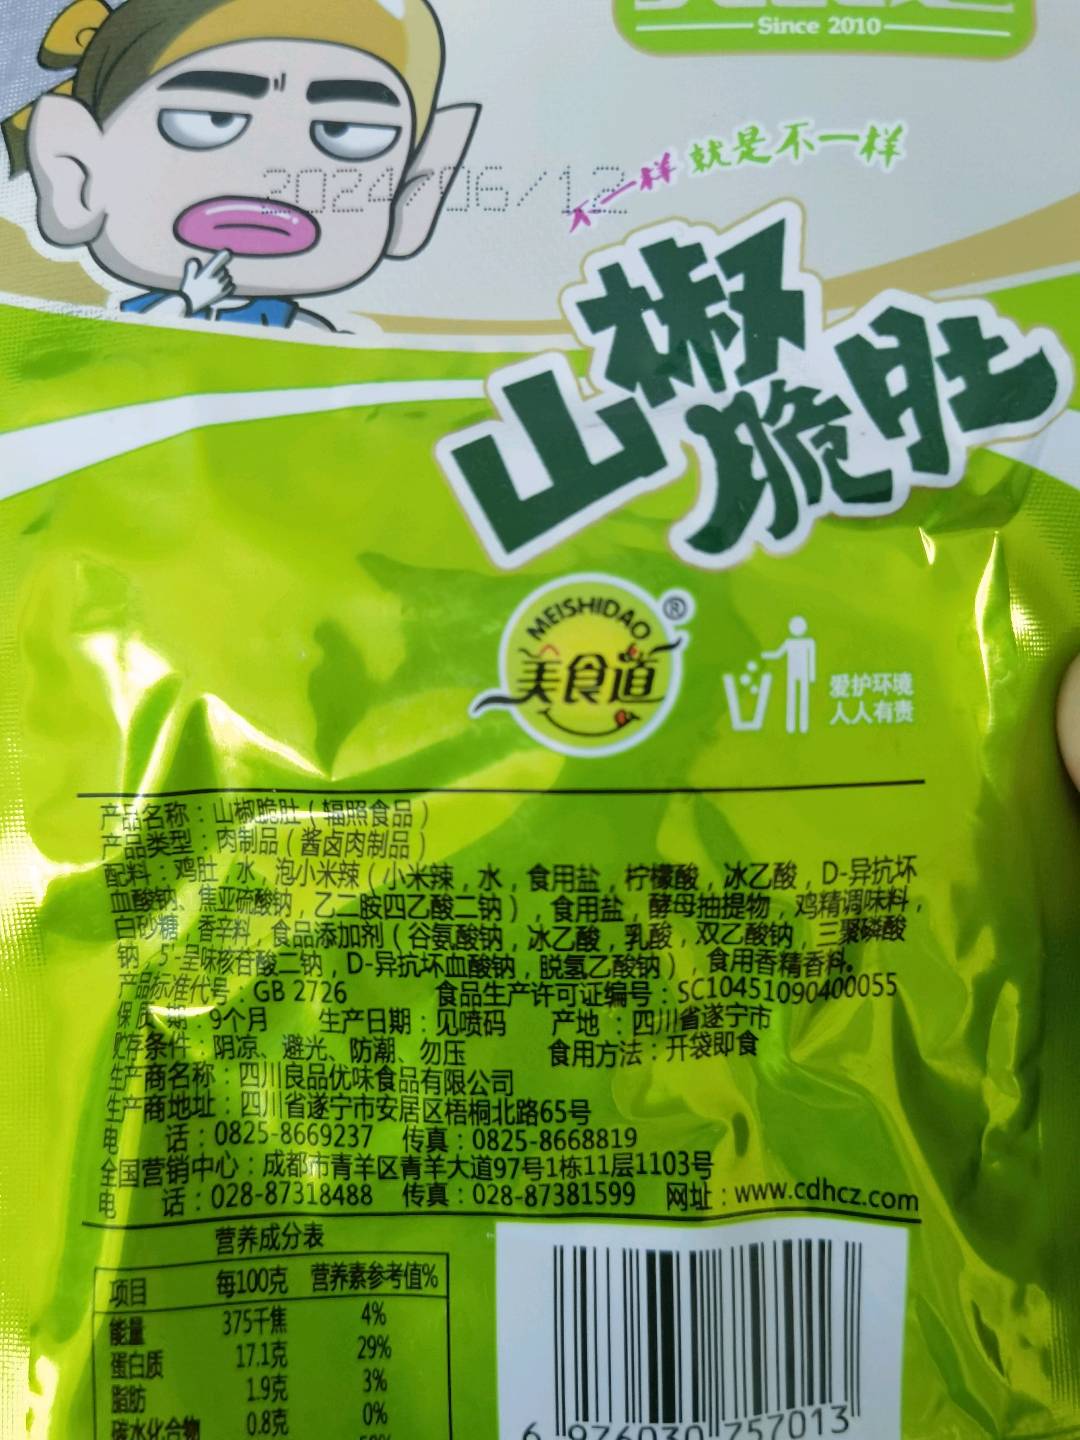 Since 2010
不一样 就是不一样
2024/06/12
山椒脆肚
MEISHIDAO
®
美食道
爱护环境
人人有责
产品名称：山椒脆肚（辐照食品）
产品类型：肉制品（酱卤肉制品）
配料：鸡肚，水，泡小米辣（小米辣，水，食用盐，柠檬酸，冰乙酸，D-异抗坏
血酸钠、焦亚硫酸钠，乙二胺四乙酸二钠），食用盐，酵母抽提物，鸡精调味料，
白砂糖，香辛料，食品添加剂（谷氨酸钠，冰乙酸，乳酸，双乙酸钠，三聚磷酸
钠，5'-呈味核苷酸二钠，D-异抗坏血酸钠，脱氢乙酸钠），食用香精香料。
产品标准代号：GB 2726 食品生产许可证编号：SC10451090400055
保质期：9个月 生产日期：见喷码 产地：四川省遂宁市
贮存条件：阴凉、避光、防潮、勿压 食用方法：开袋即食
生产商名称：四川良品优味食品有限公司
生产商地址：四川省遂宁市安居区梧桐北路65号
电 话：0825-8669237 传真：0825-8668819
全国营销中心：成都市青羊区青羊大道97号1栋11层1103号
电 话：028-87318488 传真：028-87381599 网址：www.cdhcz.com
营养成分表
项目 每100克 营养素参考值%
能量 375千焦 4%
蛋白质 17.1克 29%
脂肪 1.9克 3%
碳水化合物 0.8克 0%
6 976030 757013